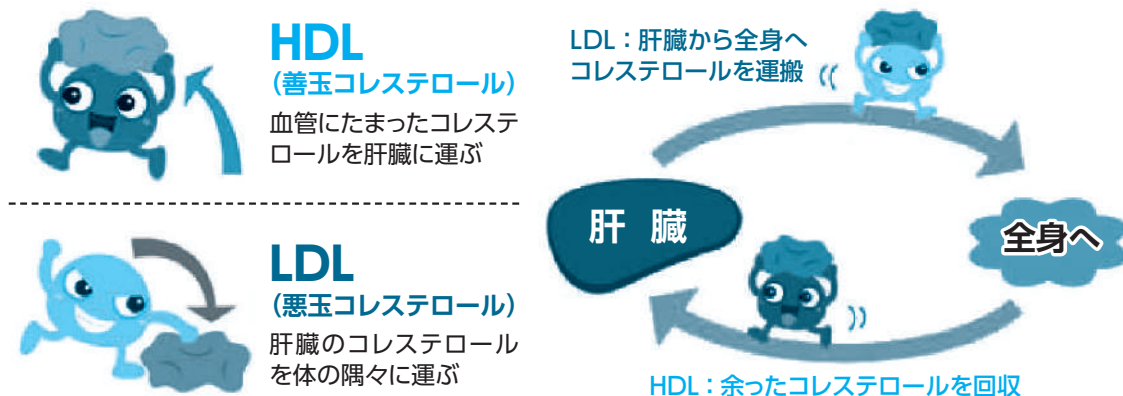 HDL
（善玉コレステロール）
血管にたまったコレステ
ロールを肝臓に運ぶ
LDL
（悪玉コレステロール）
肝臓のコレステロール
を体の隅々に運ぶ
LDL：肝臓から全身へ
コレステロールを運搬
肝臓
全身へ
HDL：余ったコレステロールを回収